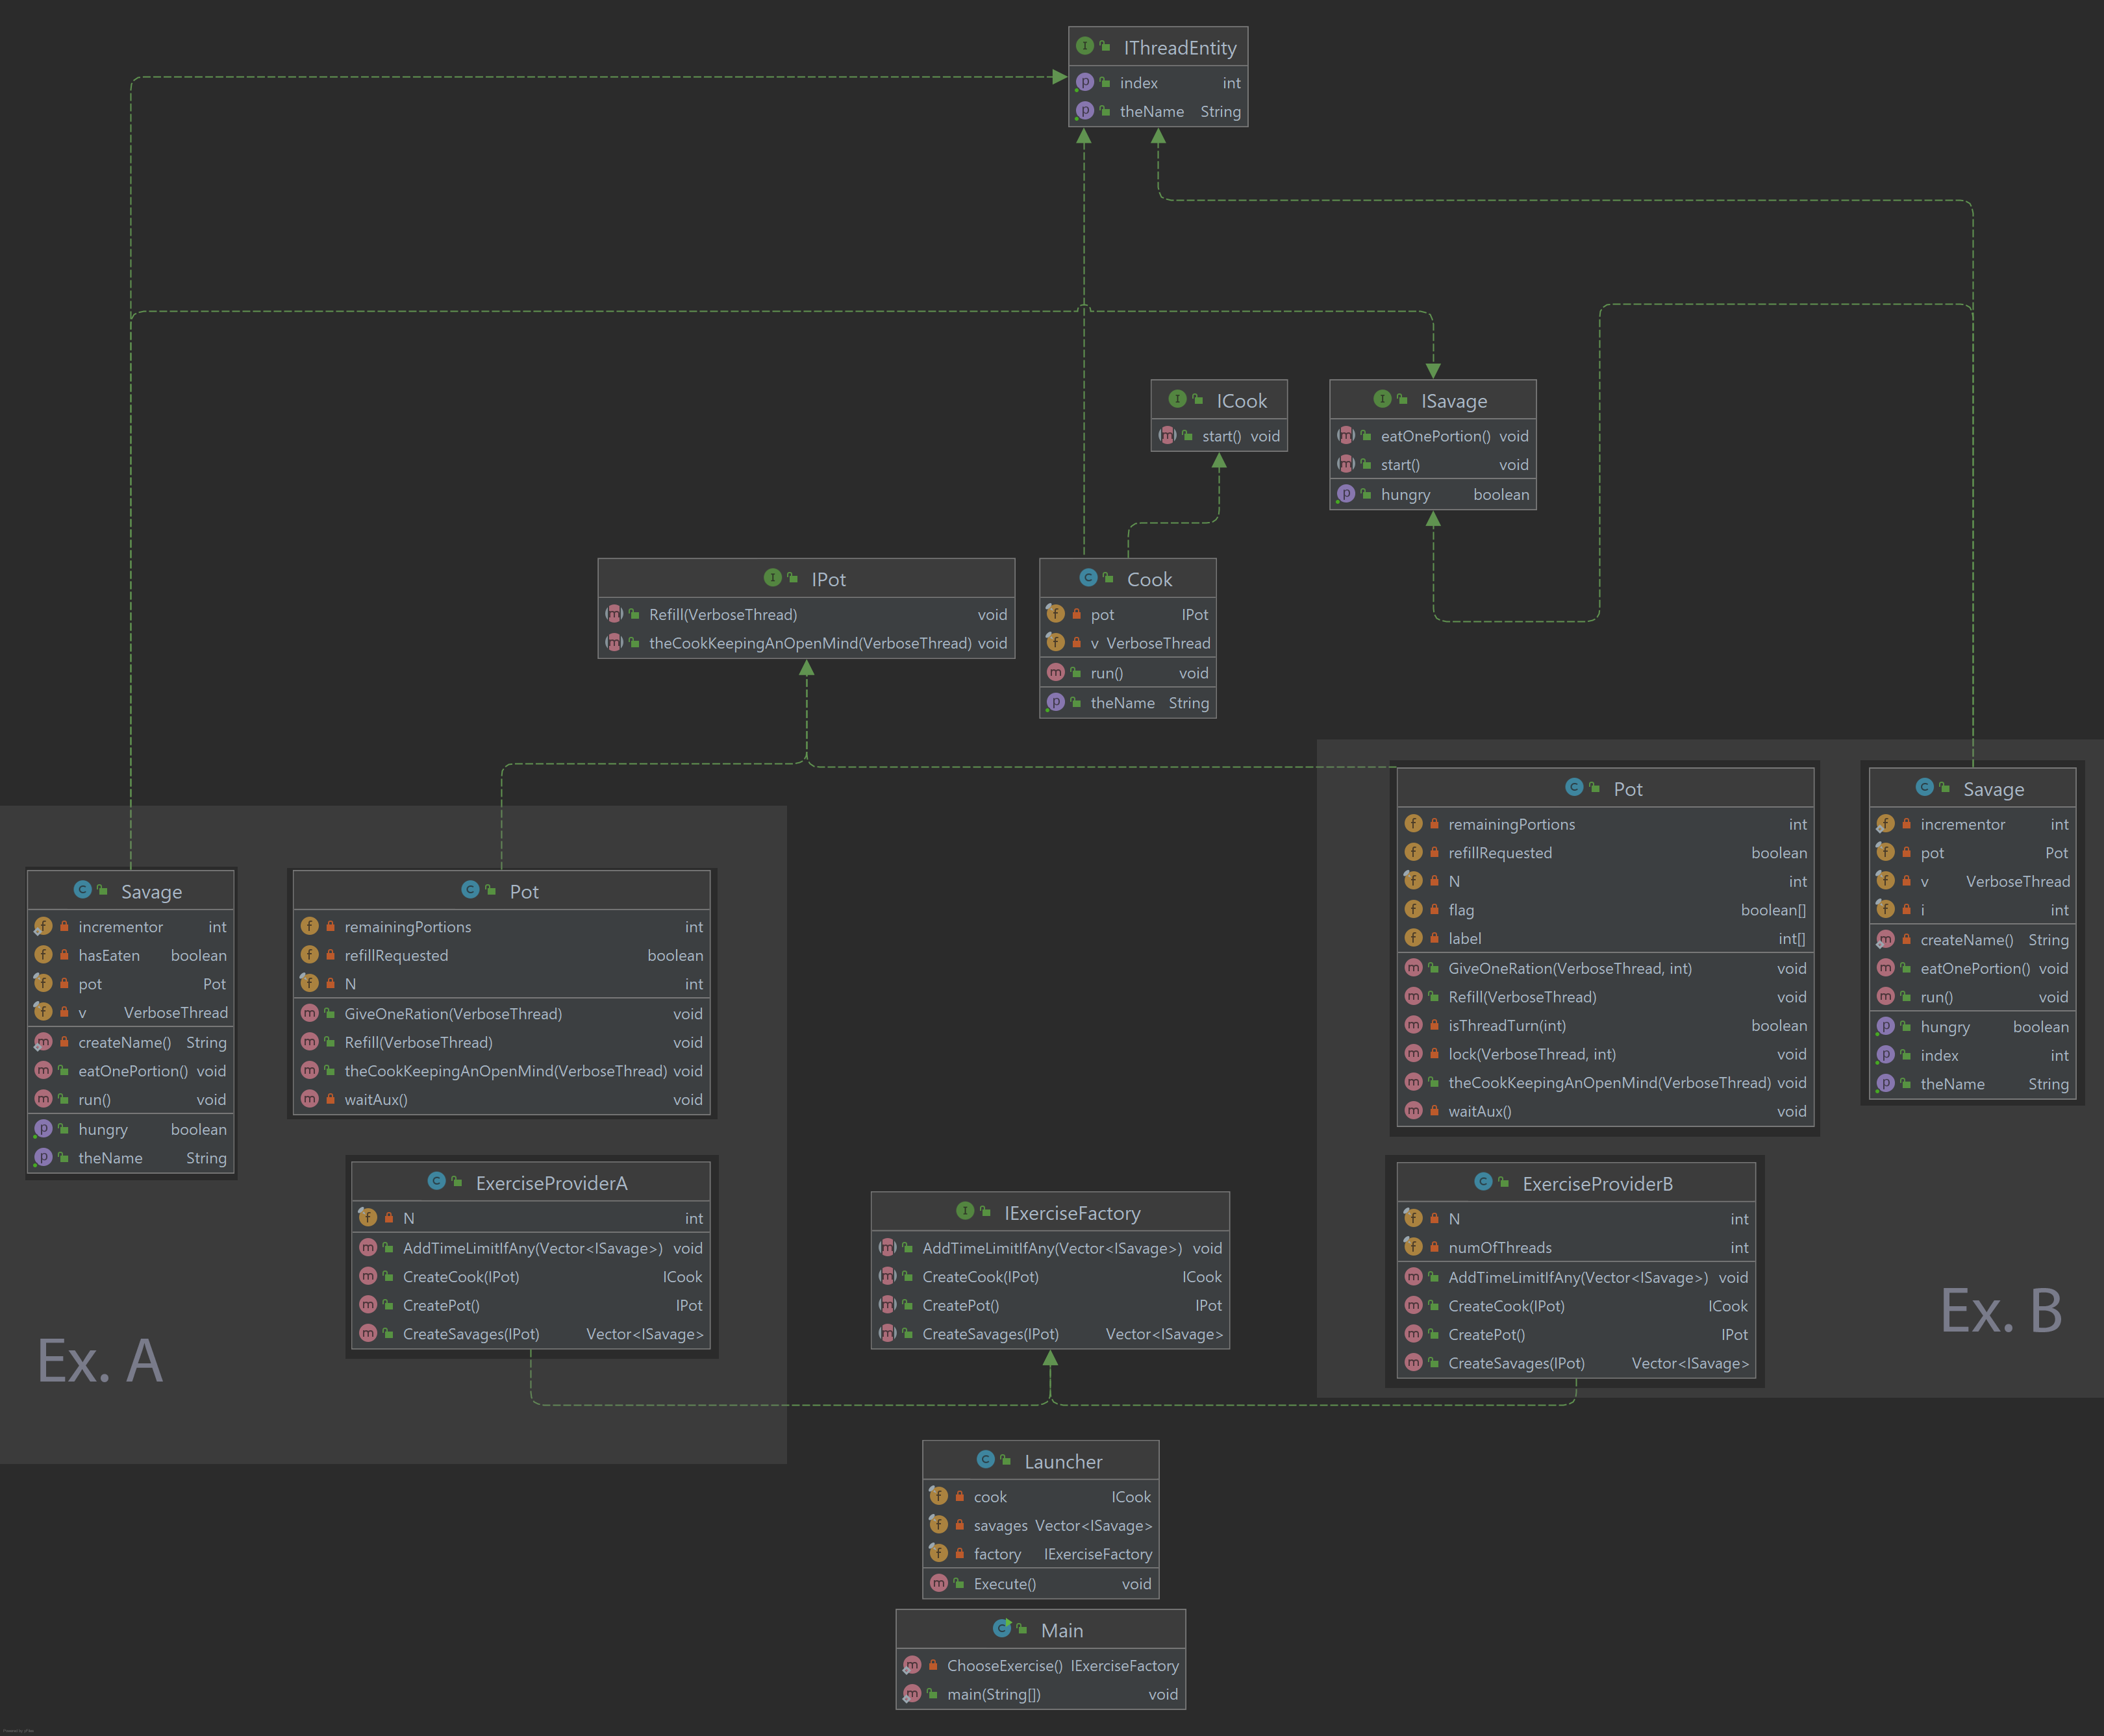 IThreadEntity
index int
theName String
ICook
start() void
ISavage
eatOnePortion() void
start() void
hungry boolean
IPot
Refill(VerboseThread) void
theCookKeepingAnOpenMind(VerboseThread) void
Cook
pot IPot
v VerboseThread
run() void
theName String
Savage
incrementor int
hasEaten boolean
pot Pot
v VerboseThread
createName() String
eatOnePortion() void
run() void
hungry boolean
theName String
Pot
remainingPortions int
refillRequested boolean
N int
GiveOneRation(VerboseThread) void
Refill(VerboseThread) void
theCookKeepingAnOpenMind(VerboseThread) void
waitAux() void
ExerciseProviderA
N int
AddTimeLimitIfAny(Vector<ISavage>) void
CreateCook(IPot) ICook
CreatePot() IPot
CreateSavages(IPot) Vector<ISavage>
Ex. A
IExerciseFactory
AddTimeLimitIfAny(Vector<ISavage>) void
CreateCook(IPot) ICook
CreatePot() IPot
CreateSavages(IPot) Vector<ISavage>
Pot
remainingPortions int
refillRequested boolean
N int
flag boolean[]
label int[]
GiveOneRation(VerboseThread, int) void
Refill(VerboseThread) void
isThreadTurn(int) boolean
lock(VerboseThread, int) void
theCookKeepingAnOpenMind(VerboseThread) void
waitAux() void
Savage
incrementor int
pot Pot
v VerboseThread
i int
createName() String
eatOnePortion() void
run() void
hungry boolean
index int
theName String
ExerciseProviderB
N int
numOfThreads int
AddTimeLimitIfAny(Vector<ISavage>) void
CreateCook(IPot) ICook
CreatePot() IPot
CreateSavages(IPot) Vector<ISavage>
Ex. B
Launcher
cook ICook
savages Vector<ISavage>
factory IExerciseFactory
Execute() void
Main
ChooseExercise() IExerciseFactory
main(String[]) void